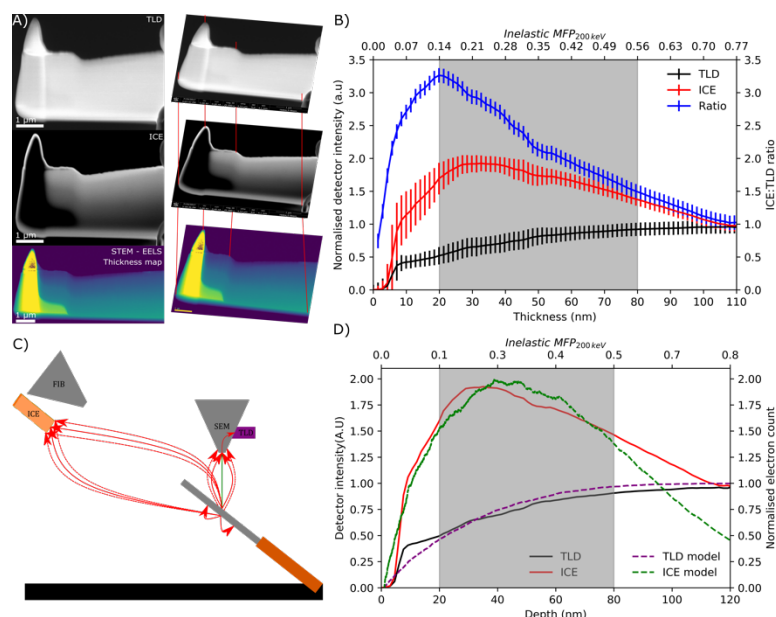 A)
TLD
1 µm
ICE
1 µm
STEM - EELS
Thickness map
1 µm
B)
Inelastic MFP200 keV
0.00 0.07 0.14 0.21 0.28 0.35 0.42 0.49 0.56 0.63 0.70 0.77
Normalised detector intensity (a.u)
3.5
3.0
2.5
2.0
1.5
1.0
0.5
0.0
TLD
ICE
Ratio
3.5
3.0
2.5
2.0
1.5
1.0
0.5
0.0
ICE:TLD ratio
0 10 20 30 40 50 60 70 80 90 100 110
Thickness (nm)
C)
FIB
ICE
SEM
TLD
D)
Inelastic MFP200 keV
0.0 0.1 0.3 0.4 0.5 0.7 0.8
Detector intensity(A.U)
2.00
1.75
1.50
1.25
1.00
0.75
0.50
0.25
0.00
TLD
ICE
TLD model
ICE model
2.00
1.75
1.50
1.25
1.00
0.75
0.50
0.25
0.00
Normalised electron count
0 20 40 60 80 100 120
Depth (nm)